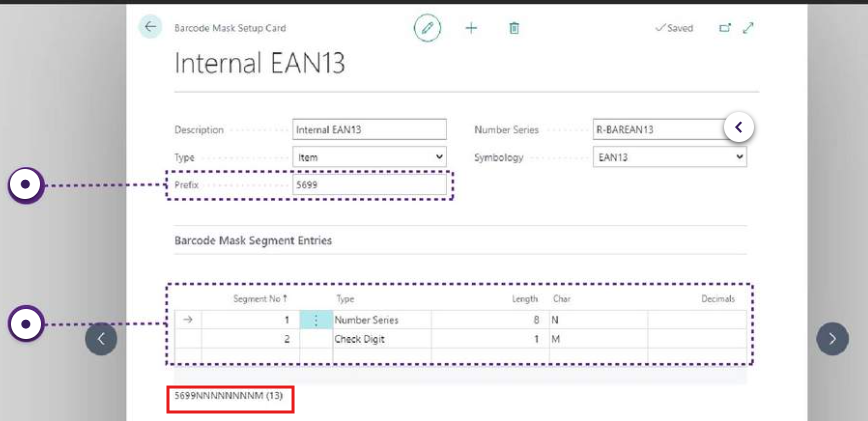 Barcode Mask Setup Card
Saved
Internal EAN13
Description Internal EAN13 Number Series R-BAREAN13
Type Item Symbology EAN13
Prefix 5699
Barcode Mask Segment Entries
Segment No ↑ Type Length Char Decimals
1 Number Series 8 N
2 Check Digit 1 M
5699NNNNNNNNM (13)